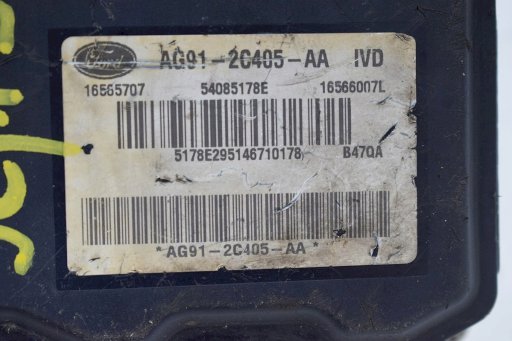 Ford AG91-2C405-AA IVD
16565707 54085178E 16566007L
5178E295146710178 B47QA
*AG91-2C405-AA*